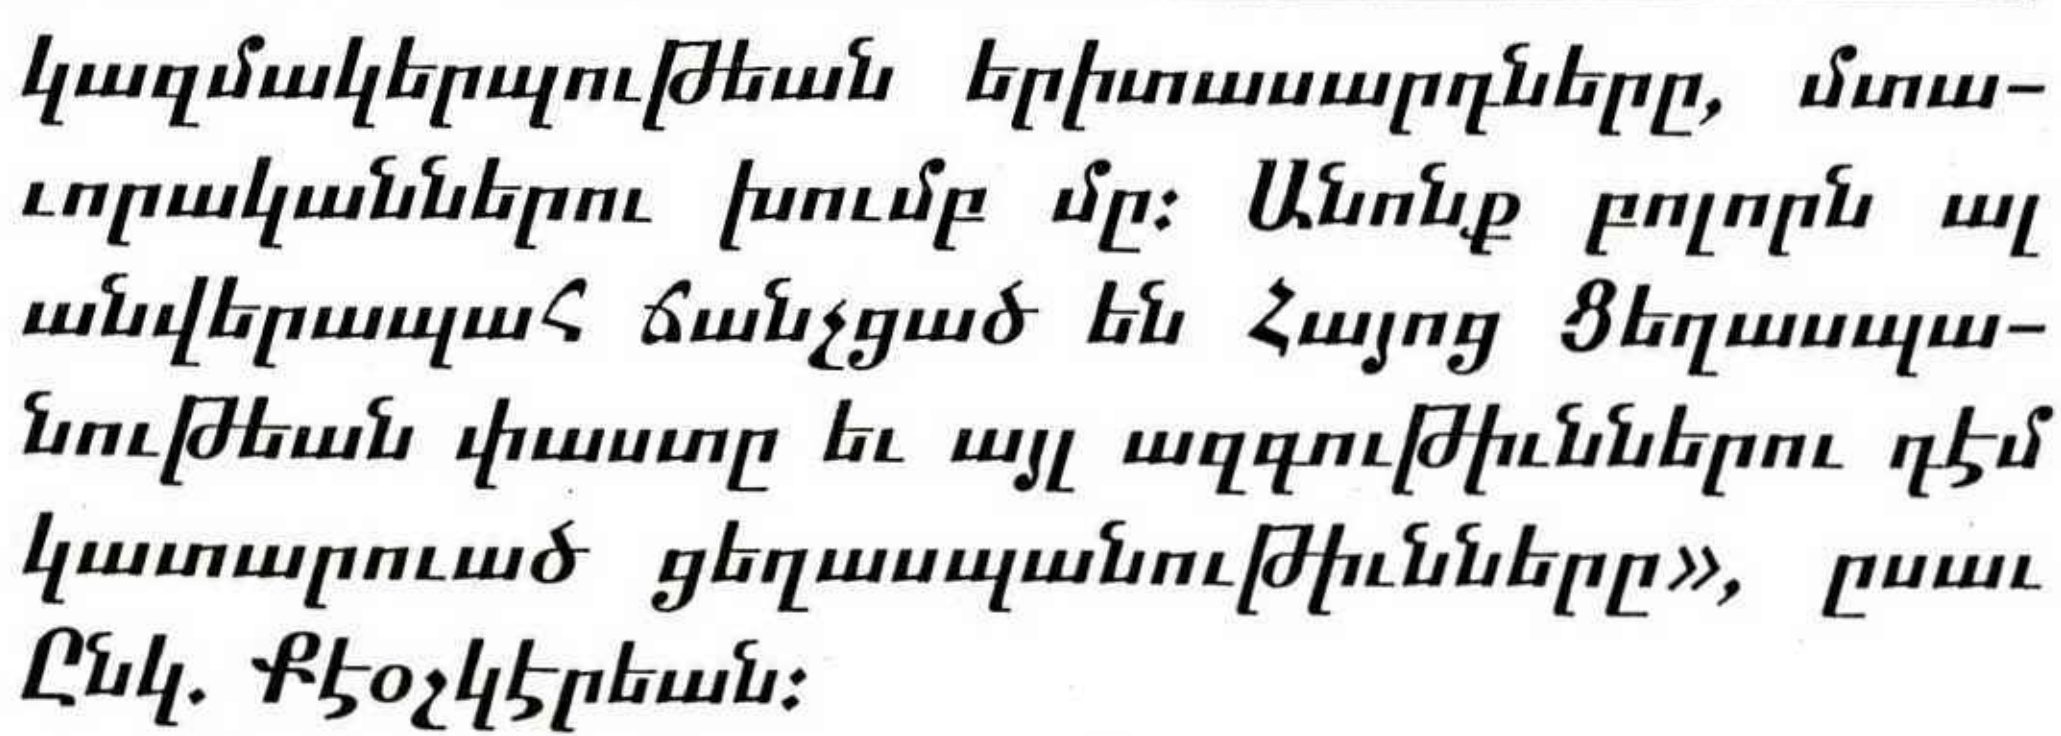 կազմակերպութեան երիտասարդները, մտա-
ւորականներու խումբ մը: Անոնք բոլորն ալ
անվերապահ ճանչցած են Հայոց Ցեղասպա-
նութեան փաստը եւ այլ ազգութիւններու դէմ
կատարուած ցեղասպանութիւնները», ըսաւ
Ընկ. Քէօշկէրեան: